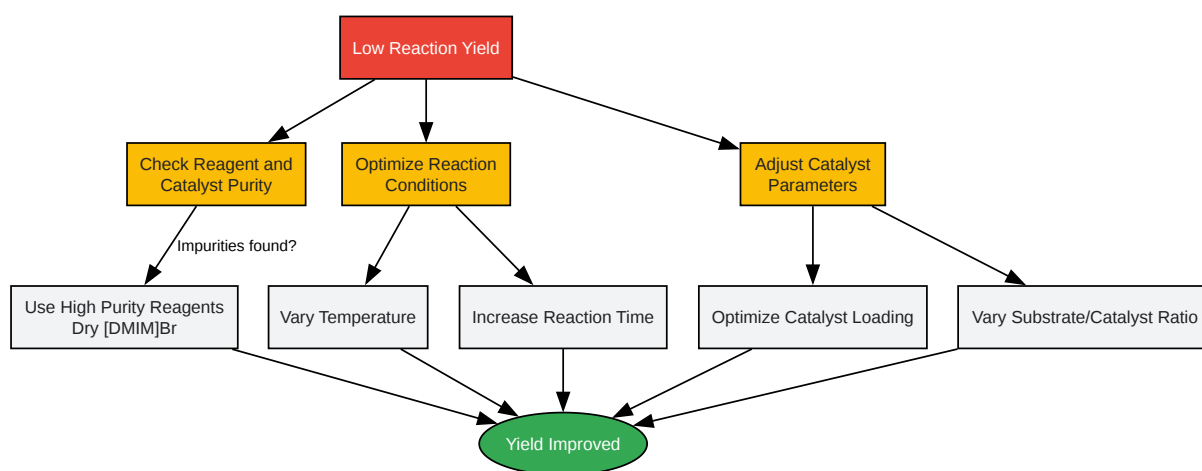 Low Reaction Yield
Check Reagent and
Catalyst Purity
Optimize Reaction
Conditions
Adjust Catalyst
Parameters
Impurities found?
Use High Purity Reagents
Dry [DMIM]Br
Vary Temperature
Increase Reaction Time
Optimize Catalyst Loading
Vary Substrate/Catalyst Ratio
Yield Improved